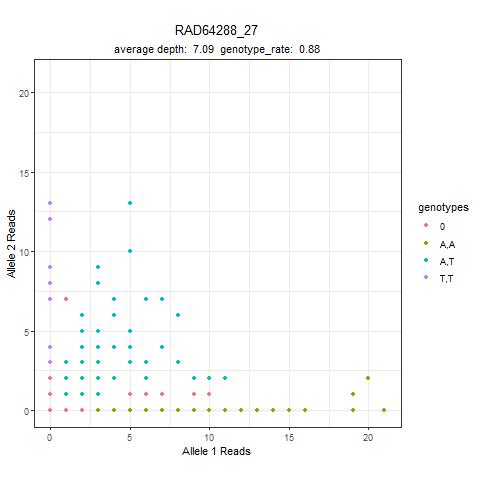 RAD64288_27
average depth: 7.09 genotype_rate: 0.88
20
15
10
5
0
Allele 2 Reads
0 5 10 15 20
Allele 1 Reads
genotypes
0
A,A
A,T
T,T